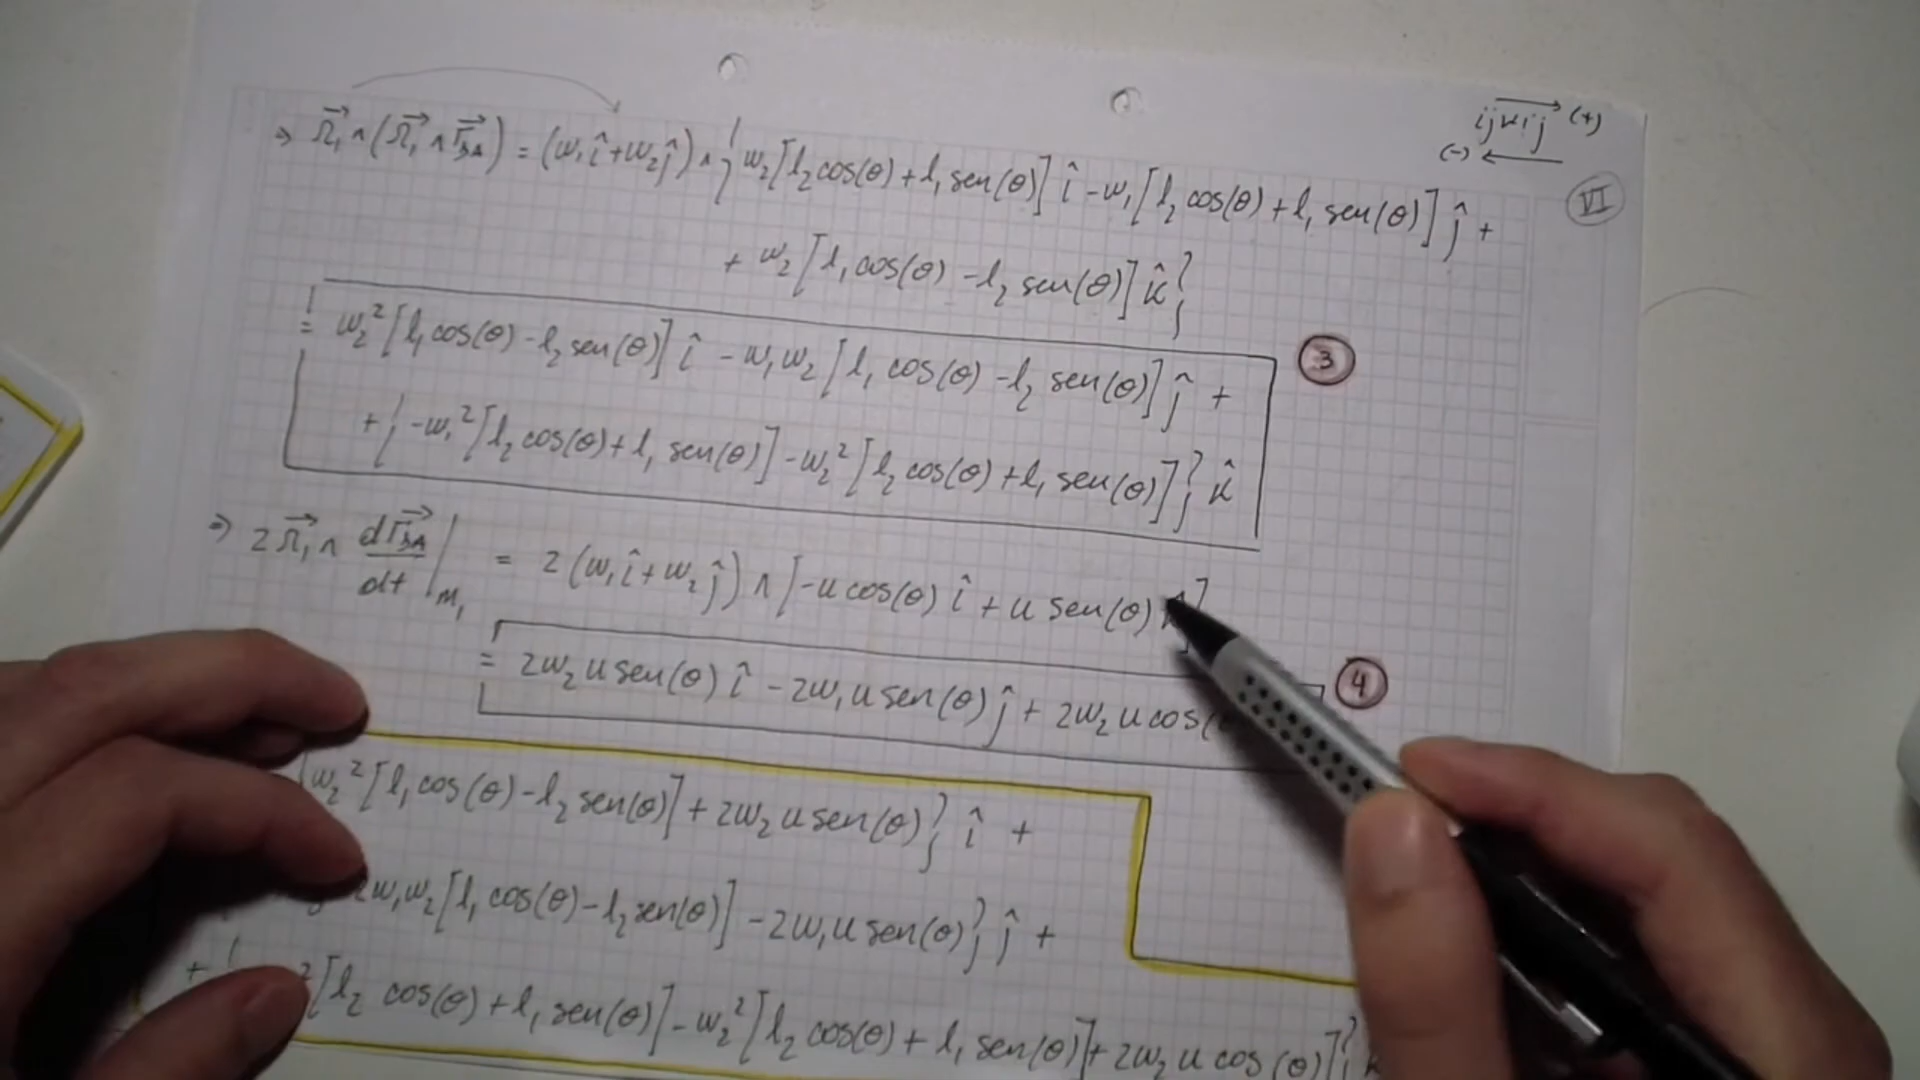 i j k i j (+)
(-)
VI
⇒ Ω₁ ∧ (Ω₁ ∧ r_BA) = (w₁ î + w₂ ĵ) ∧ { w₂ [l₂ cos(θ) + l₁ sen(θ)] î - w₁ [l₂ cos(θ) + l₁ sen(θ)] ĵ +
+ w₂ [l₁ cos(θ) - l₂ sen(θ)] k̂ }
= w₂² [l₁ cos(θ) - l₂ sen(θ)] î - w₁ w₂ [l₁ cos(θ) - l₂ sen(θ)] ĵ + 3
+ { -w₁² [l₂ cos(θ) + l₁ sen(θ)] - w₂² [l₂ cos(θ) + l₁ sen(θ)] } k̂
⇒ 2 Ω₁ ∧ d r_BA / dt |_M₁ = 2 (w₁ î + w₂ ĵ) ∧ [ -u cos(θ) î + u sen(θ) k̂ ]
= 2w₂ u sen(θ) î - 2w₁ u sen(θ) ĵ + 2w₂ u cos( 4
{ w₂² [l₁ cos(θ) - l₂ sen(θ)] + 2w₂ u sen(θ) } î +
w₁ w₂ [l₁ cos(θ) - l₂ sen(θ)] - 2w₁ u sen(θ) } ĵ +
+ { ² [l₂ cos(θ) + l₁ sen(θ)] - w₂² [l₂ cos(θ) + l₁ sen(θ)] + 2w₂ u cos(θ) } k